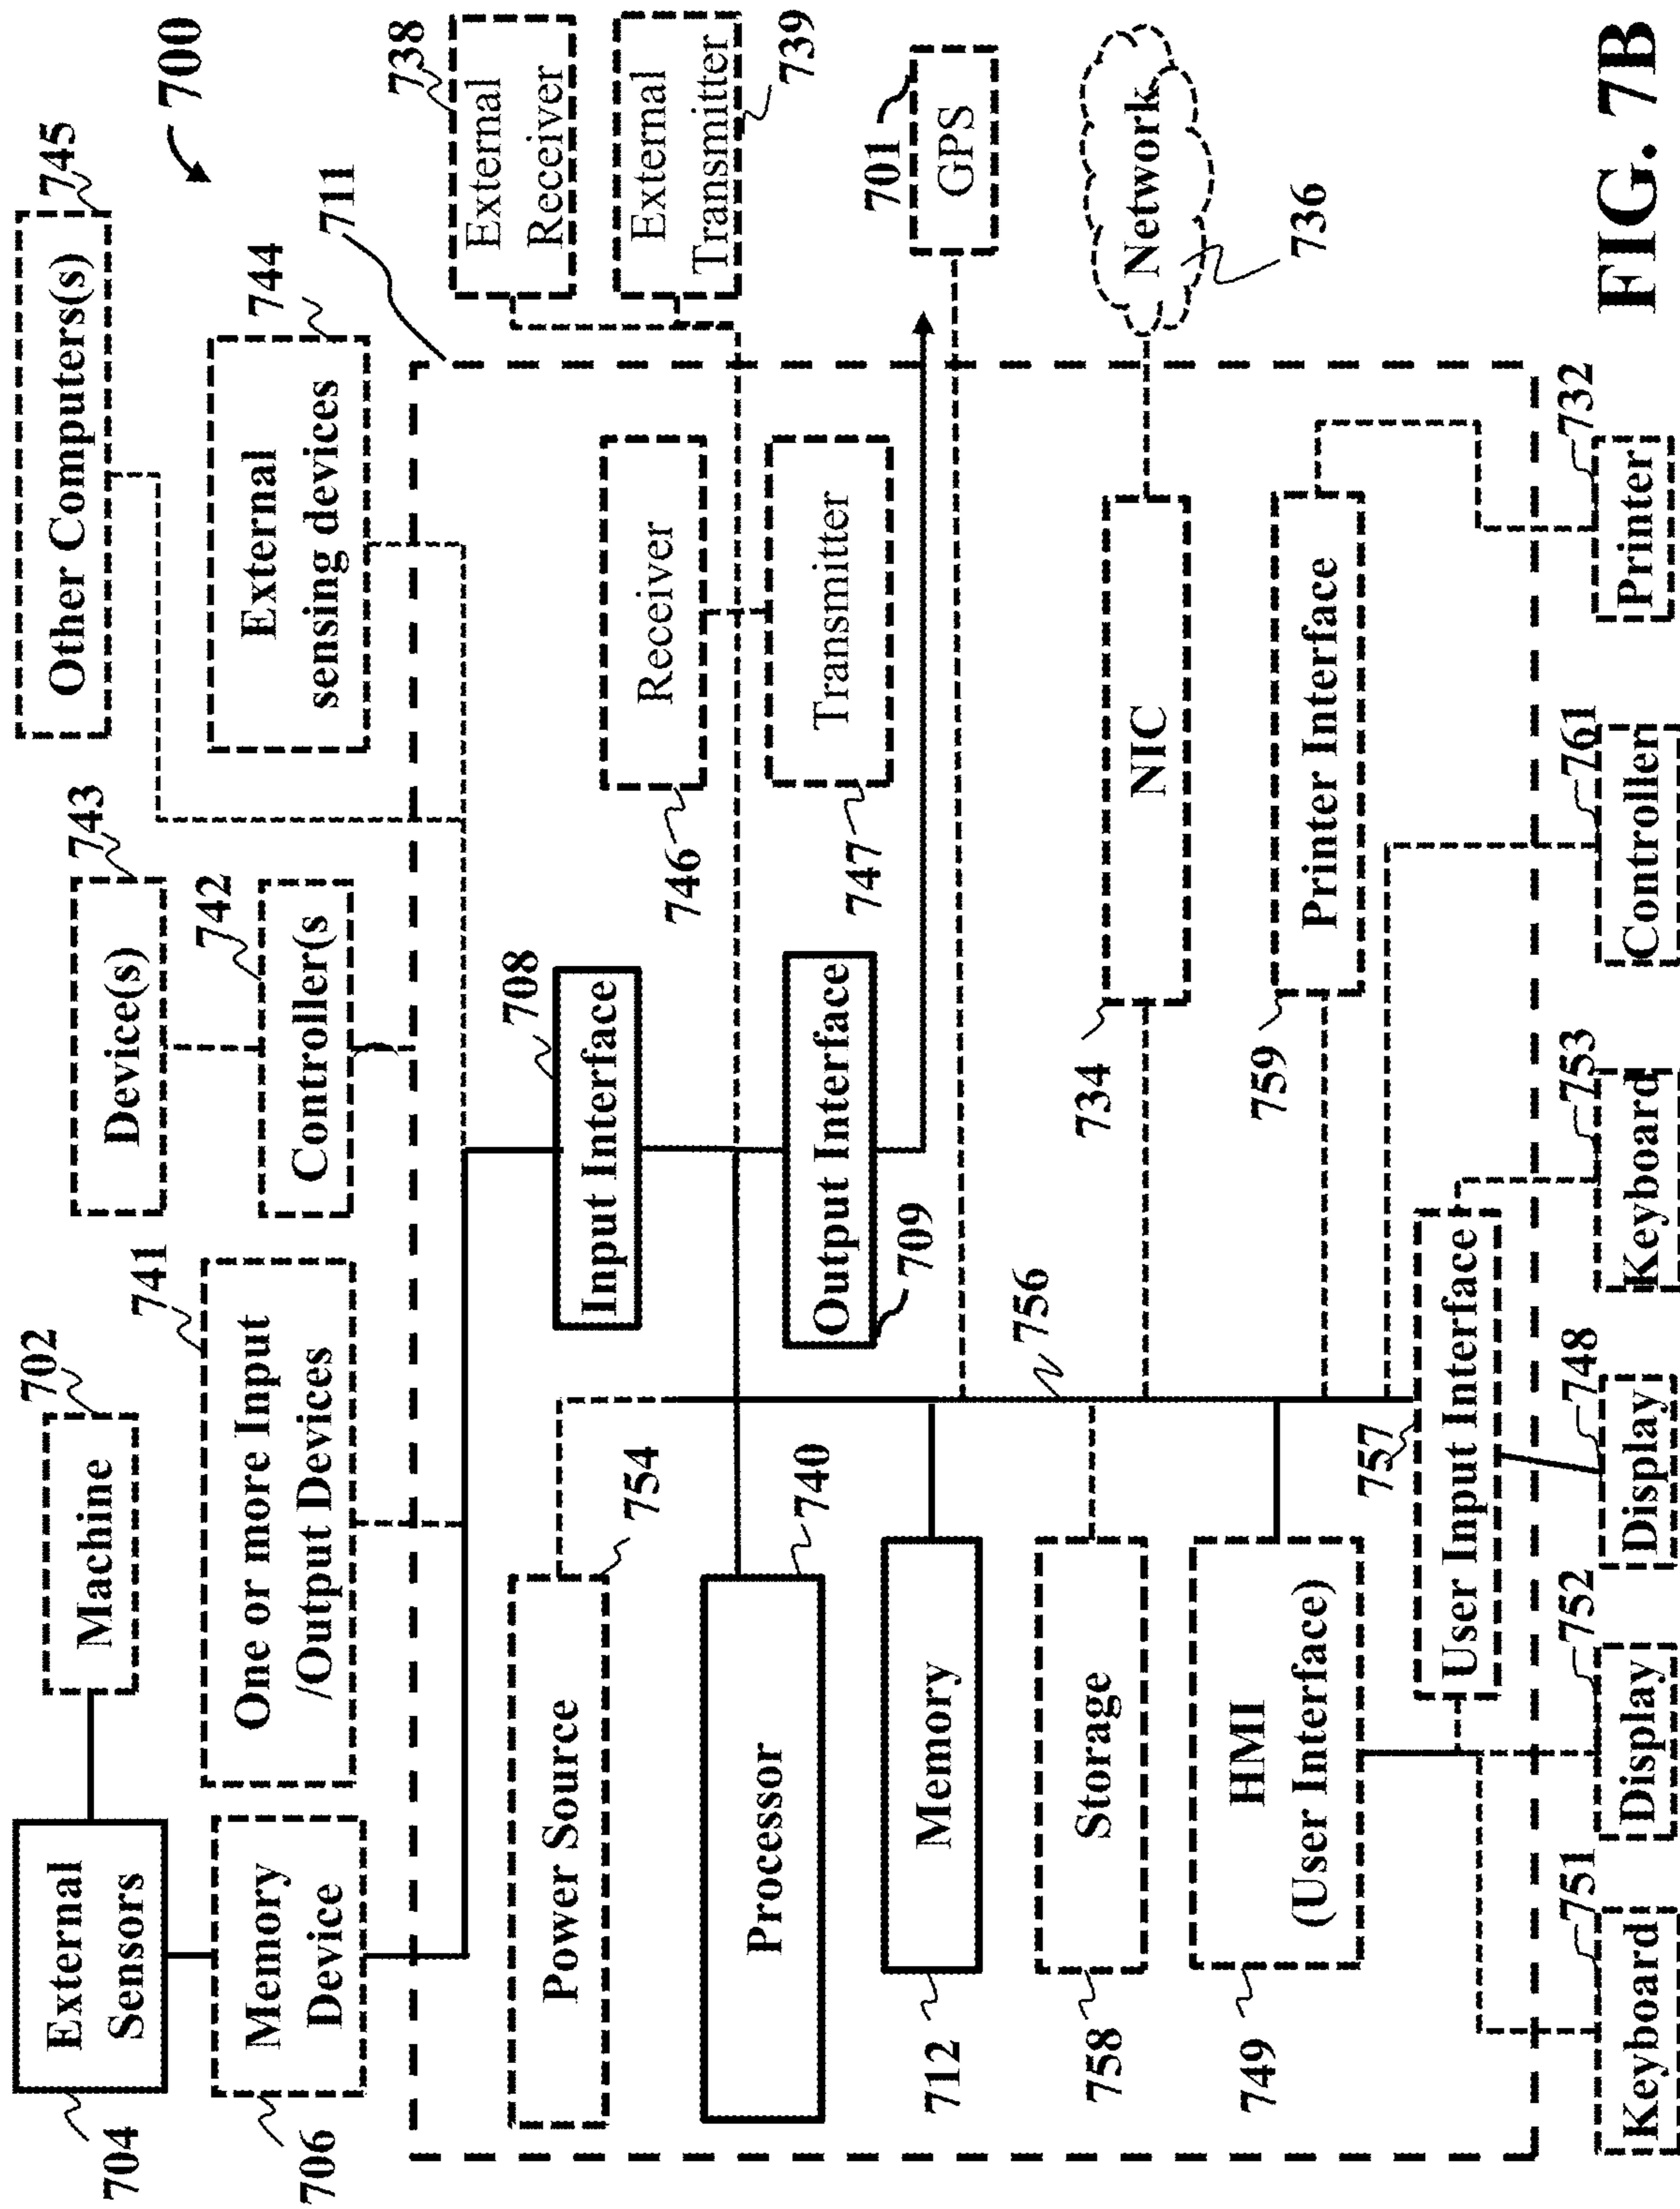 700
Other Computers(s)
745
External
sensing devices
744
711
Device(s)
743
Controller(s
742
Machine
702
One or more Input
/Output Devices
741
External
Sensors
704
Memory
Device
706
External
Receiver
738
External
Transmitter
739
GPS
701
Network
736
Receiver
746
Transmitter
747
Input Interface
708
Output Interface
709
Power Source
754
Processor
740
Memory
712
Storage
758
HMI
(User Interface)
749
756
NIC
734
Printer Interface
759
User Input Interface
757
Keyboard
751
Display
752
Display
748
Keyboard
753
Controller
761
Printer
732
FIG. 7B